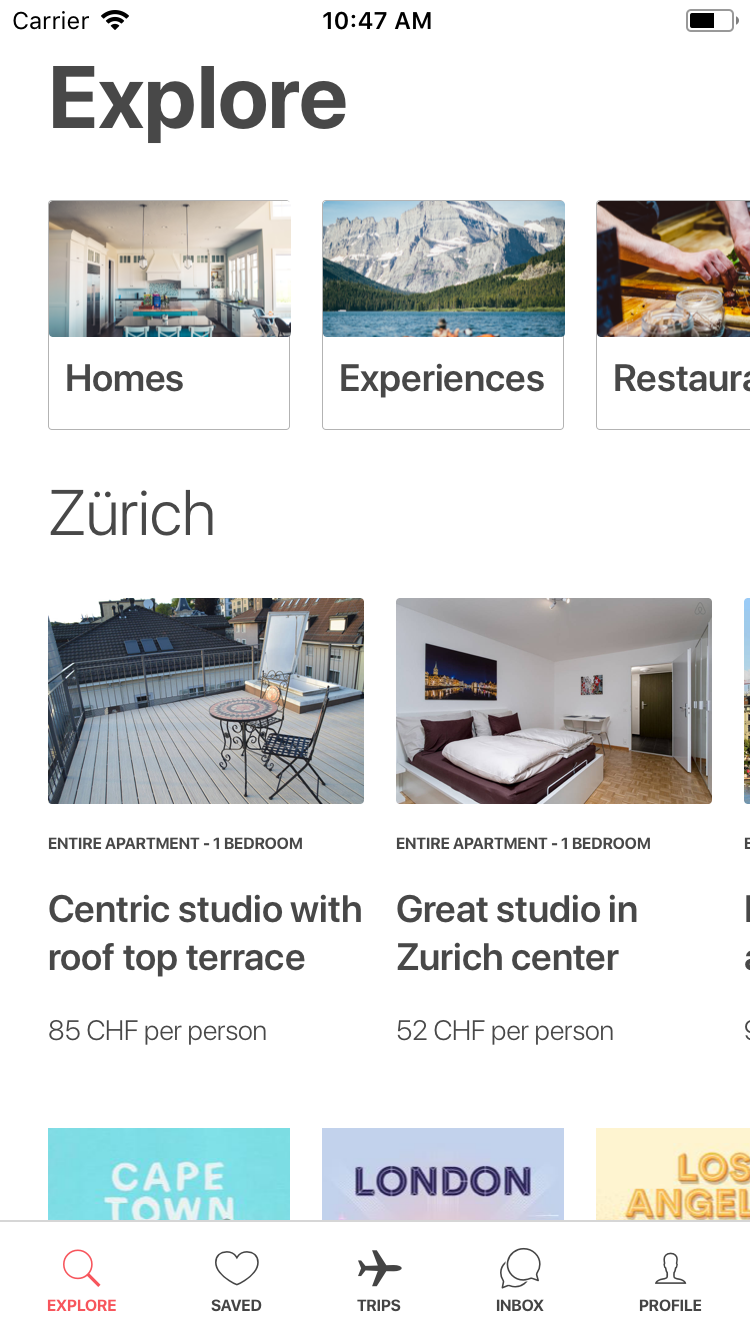 Carrier 10:47 AM
Explore
Homes
Experiences
Zürich
ENTIRE APARTMENT - 1 BEDROOM
ENTIRE APARTMENT - 1 BEDROOM
Centric studio with
roof top terrace
Great studio in
Zurich center
85 CHF per person
52 CHF per person
CAPE
TOWN
LONDON
LOS
EXPLORE
SAVED
TRIPS
INBOX
PROFILE